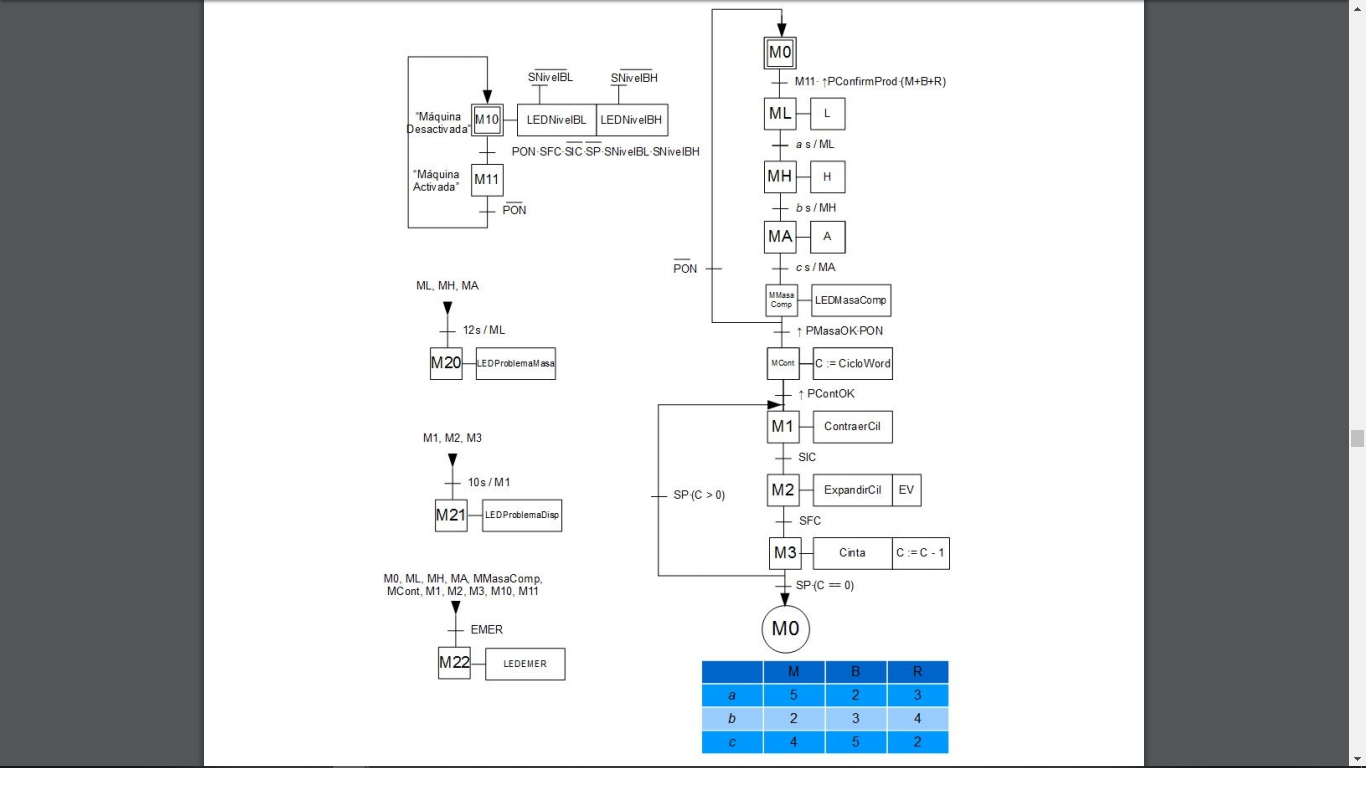 SNivelBL SNivelBH
"Máquina
Desactivada"
M10
LEDNivelBL
LEDNivelBH
PON·SFC·SIC·SP·SNivelBL·SNivelBH
"Máquina
Activada"
M11
PON
ML, MH, MA
12s / ML
M20
LEDProblemaMasa
M1, M2, M3
10s / M1
M21
LEDProblemaDisp
M0, ML, MH, MA, MMasaComp,
MCont, M1, M2, M3, M10, M11
EMER
M22
LEDEMER
M0
M11· ↑PConfirmProd·(M+B+R)
ML
L
a s / ML
MH
H
b s / MH
MA
A
c s / MA
PON
MMasa
Comp
LEDMasaComp
↑ PMasaOK·PON
MCont
C := CicloWord
↑ PContOK
M1
ContraerCil
SIC
M2
ExpandirCil
EV
SP·(C > 0)
SFC
M3
Cinta
C := C - 1
SP·(C == 0)
M0
M B R
a 5 2 3
b 2 3 4
c 4 5 2